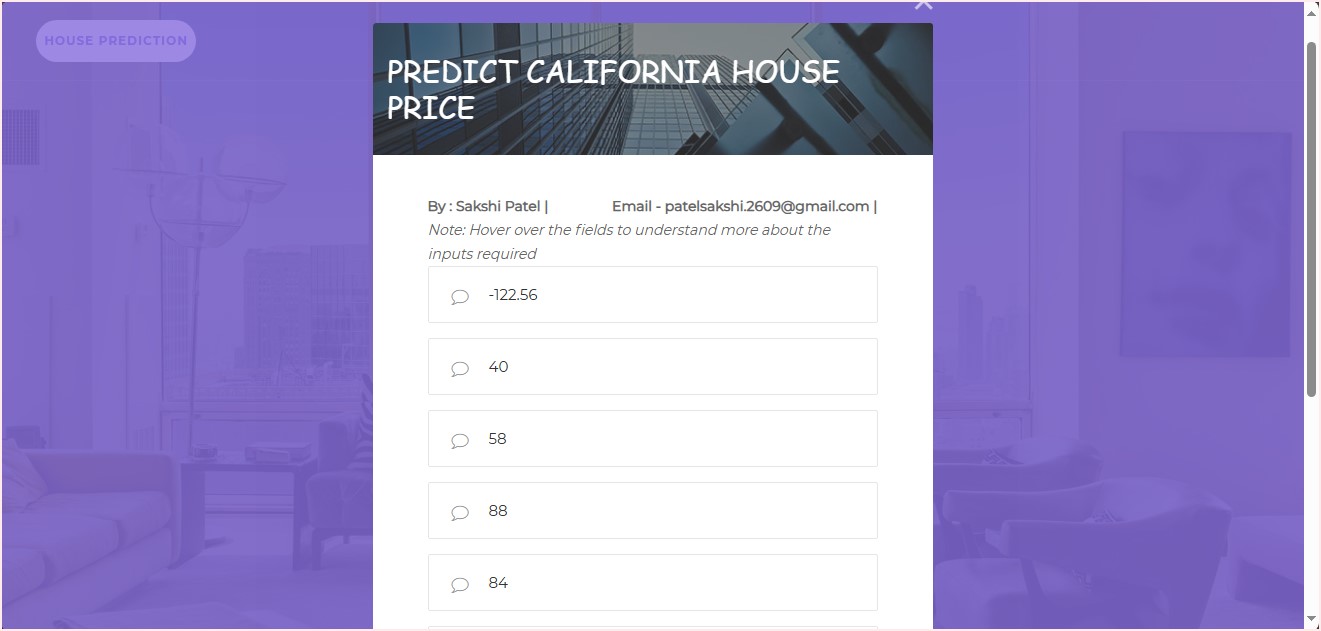 HOUSE PREDICTION
PREDICT CALIFORNIA HOUSE
PRICE
By : Sakshi Patel | Email - patelsakshi.2609@gmail.com |
Note: Hover over the fields to understand more about the
inputs required
-122.56
40
58
88
84